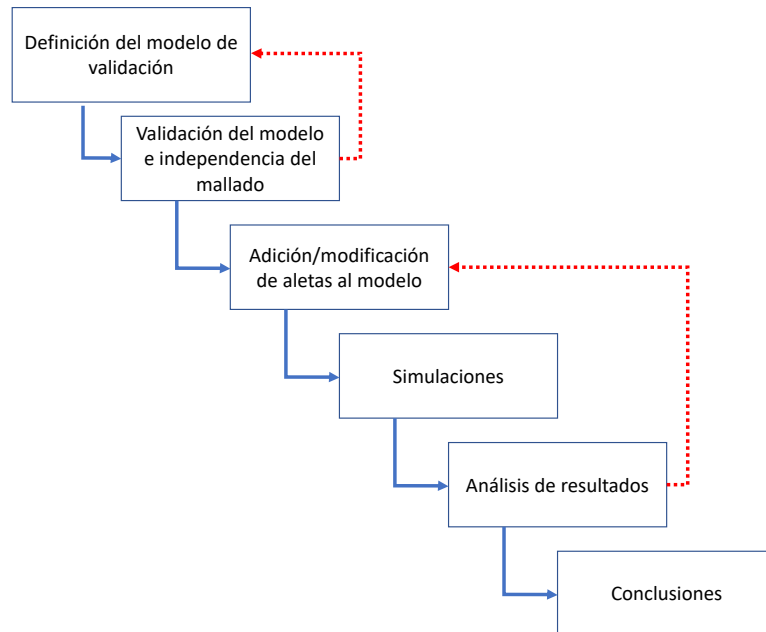 Definición del modelo de
validación
Validación del modelo
e independencia del
mallado
Adición/modificación
de aletas al modelo
Simulaciones
Análisis de resultados
Conclusiones